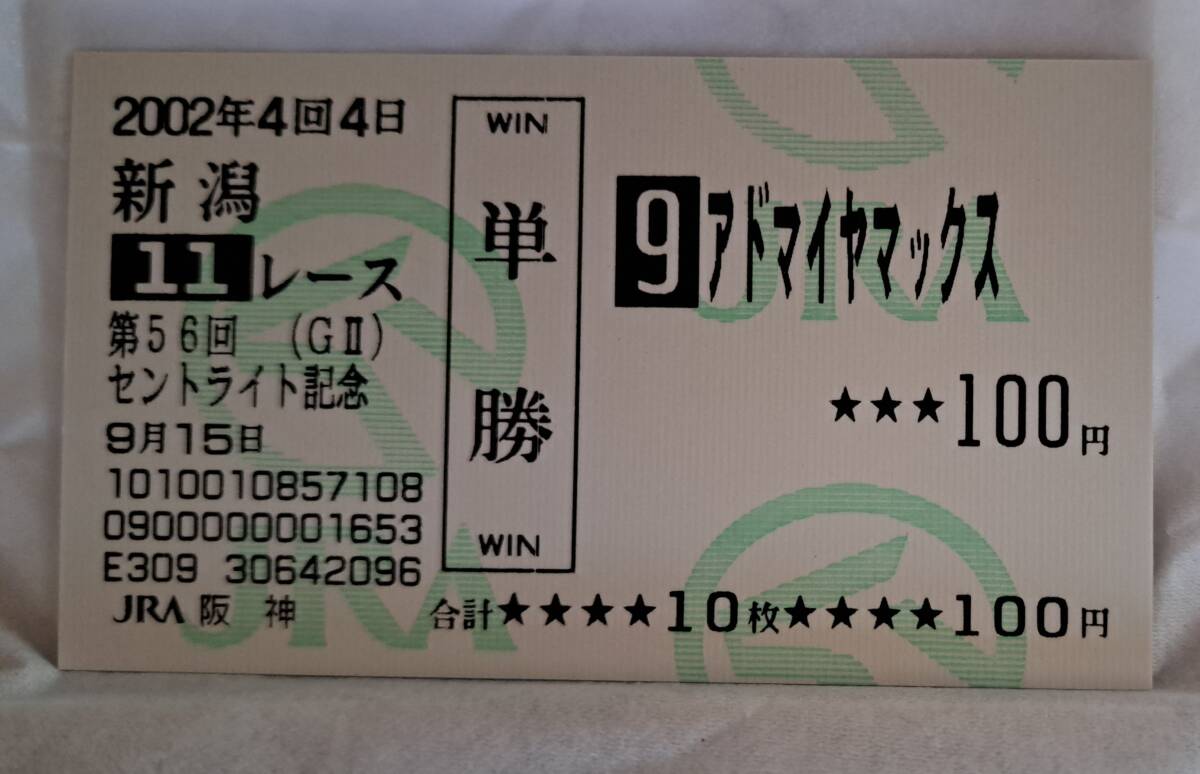 2002年4回4日
新潟
11レース
第56回 (GⅡ)
セントライト記念
9月15日
1010010857108
0900000001653
E309 30642096
JRA 阪神
WIN
単勝
WIN
9 アドマイヤマックス
★★★100円
合計★★★★10枚★★★★100円
JRA
JRA